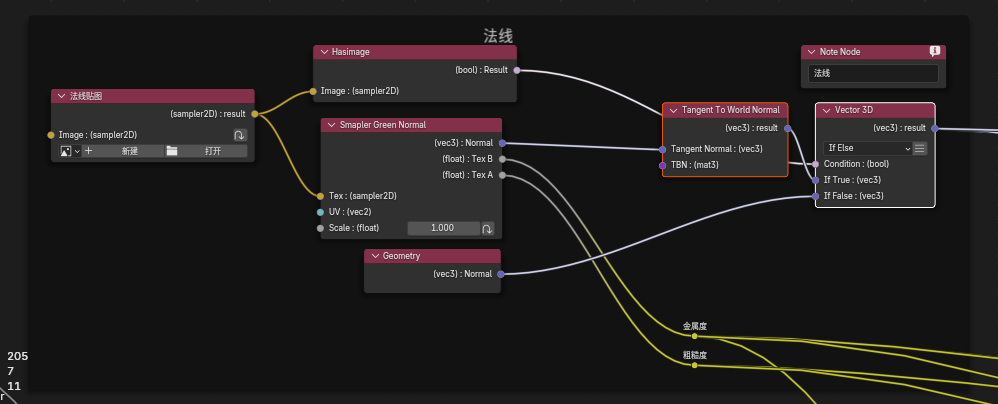 法线
Hasimage
(bool) : Result
Image : (sampler2D)
法线贴图
(sampler2D) : result
Image : (sampler2D)
新建
打开
Smapler Green Normal
(vec3) : Normal
(float) : Tex B
(float) : Tex A
Tex : (sampler2D)
UV : (vec2)
Scale : (float)
1.000
Geometry
(vec3) : Normal
Tangent To World Normal
(vec3) : result
Tangent Normal : (vec3)
TBN : (mat3)
Note Node
法线
Vector 3D
(vec3) : result
If Else
Condition : (bool)
If True : (vec3)
If False : (vec3)
金属度
粗糙度
205
7
11
r